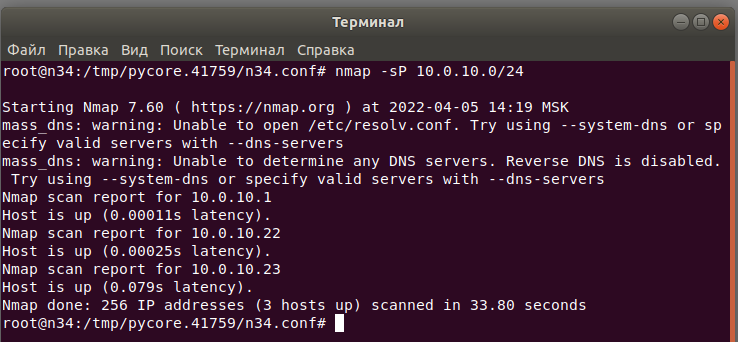 Терминал
Файл Правка Вид Поиск Терминал Справка
root@n34:/tmp/pycore.41759/n34.conf# nmap -sP 10.0.10.0/24
Starting Nmap 7.60 ( https://nmap.org ) at 2022-04-05 14:19 MSK
mass_dns: warning: Unable to open /etc/resolv.conf. Try using --system-dns or sp
ecify valid servers with --dns-servers
mass_dns: warning: Unable to determine any DNS servers. Reverse DNS is disabled.
 Try using --system-dns or specify valid servers with --dns-servers
Nmap scan report for 10.0.10.1
Host is up (0.00011s latency).
Nmap scan report for 10.0.10.22
Host is up (0.00025s latency).
Nmap scan report for 10.0.10.23
Host is up (0.079s latency).
Nmap done: 256 IP addresses (3 hosts up) scanned in 33.80 seconds
root@n34:/tmp/pycore.41759/n34.conf#